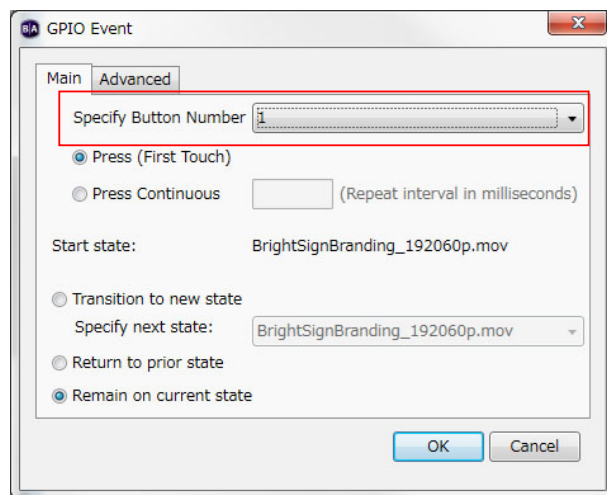 B|A GPIO Event
Main Advanced
Specify Button Number 1
Press (First Touch)
Press Continuous (Repeat interval in milliseconds)
Start state: BrightSignBranding_192060p.mov
Transition to new state
Specify next state: BrightSignBranding_192060p.mov
Return to prior state
Remain on current state
OK Cancel